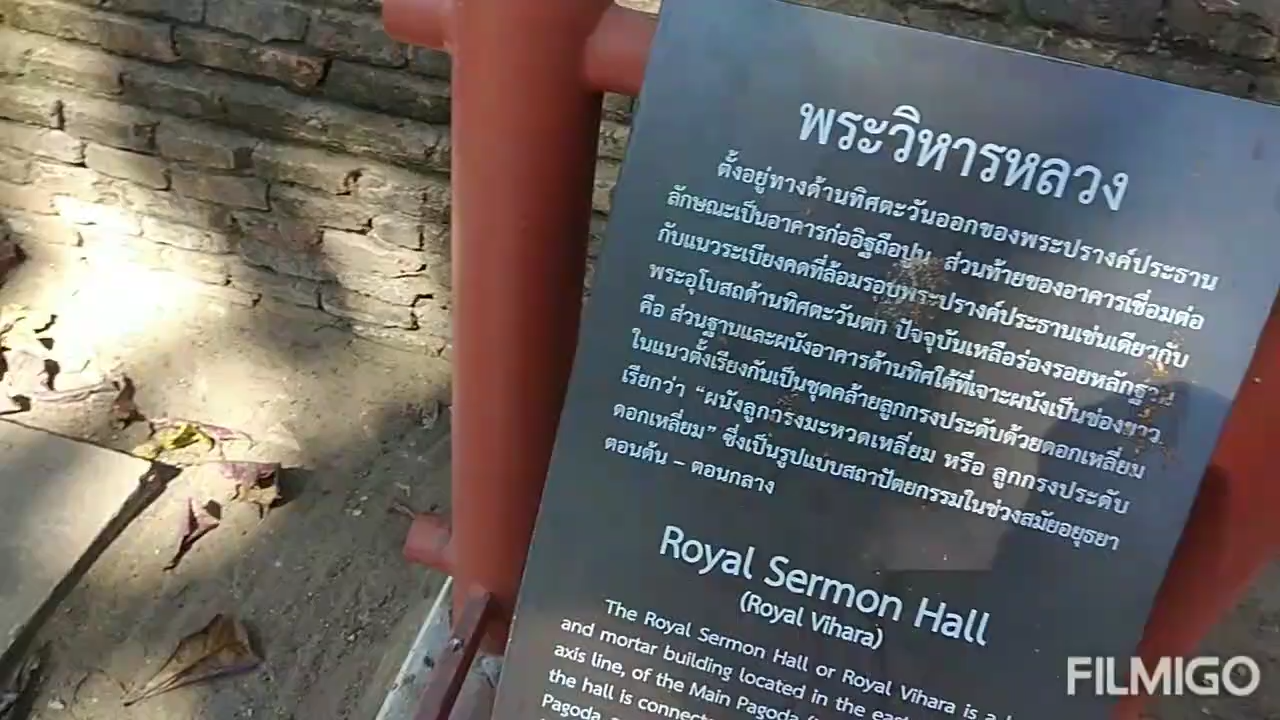 พระวิหารหลวง
ตั้งอยู่ทางด้านทิศตะวันออกของพระปรางค์ประธาน
ลักษณะเป็นอาคารก่ออิฐถือปูน ส่วนท้ายของอาคารเชื่อมต่อ
กับแนวระเบียงคดที่ล้อมรอบพระปรางค์ประธานเช่นเดียวกับ
พระอุโบสถด้านทิศตะวันตก ปัจจุบันเหลือร่องรอยหลักฐาน
คือ ส่วนฐานและผนังอาคารด้านทิศใต้ที่เจาะผนังเป็นช่องยาว
ในแนวตั้งเรียงกันเป็นชุดคล้ายลูกกรงประดับด้วยดอกเหลี่ยม
เรียกว่า “ผนังลูกกรงมะหวดเหลี่ยม หรือ ลูกกรงประดับ
ดอกเหลี่ยม” ซึ่งเป็นรูปแบบสถาปัตยกรรมในช่วงสมัยอยุธยา
ตอนต้น – ตอนกลาง
Royal Sermon Hall
(Royal Vihara)
The Royal Sermon Hall or Royal Vihara is a
and mortar building located in the
axis line, of the Main Pagoda
the hall is
Pagoda
FILMIGO